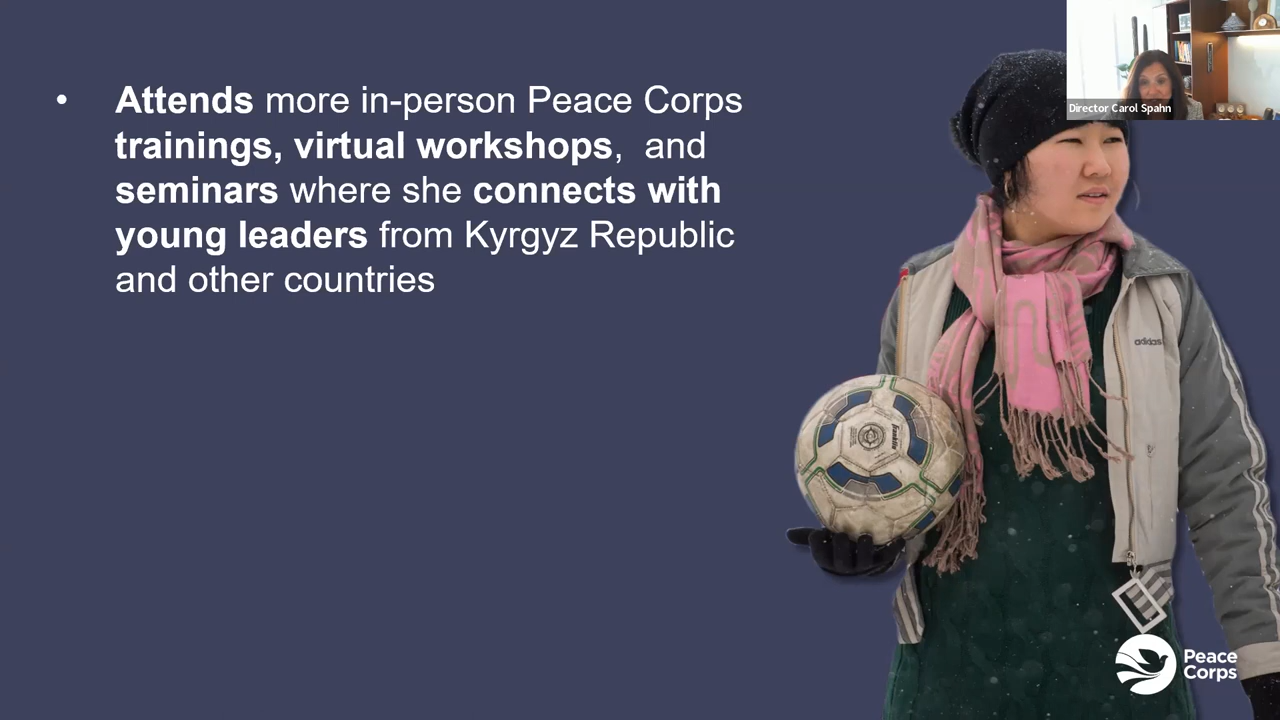 • Attends more in-person Peace Corps
trainings, virtual workshops, and
seminars where she connects with
young leaders from Kyrgyz Republic
and other countries
Director Carol Spahn
adidas
Franklin
Peace
Corps